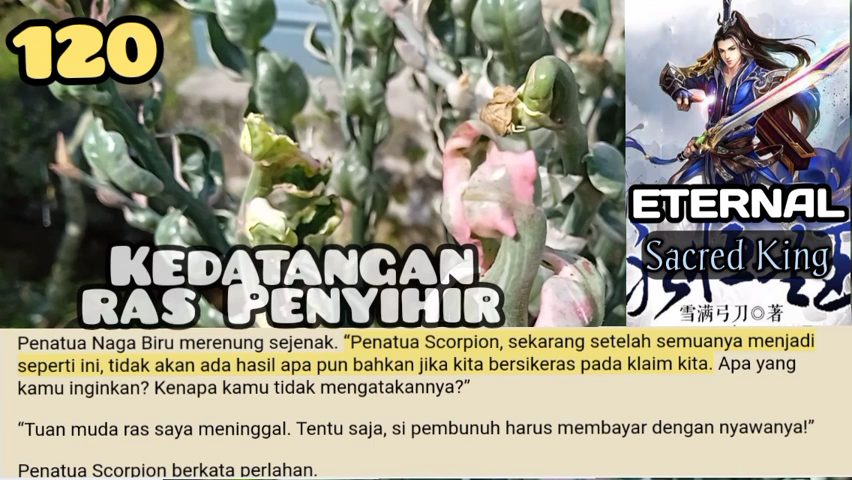 120
ETERNAL
Sacred King
雪满弓刀◎著
KEDATANGAN
RAS PENYIHIR
Penatua Naga Biru merenung sejenak. “Penatua Scorpion, sekarang setelah semuanya menjadi
seperti ini, tidak akan ada hasil apa pun bahkan jika kita bersikeras pada klaim kita. Apa yang
kamu inginkan? Kenapa kamu tidak mengatakannya?”
“Tuan muda ras saya meninggal. Tentu saja, si pembunuh harus membayar dengan nyawanya!”
Penatua Scorpion berkata perlahan.